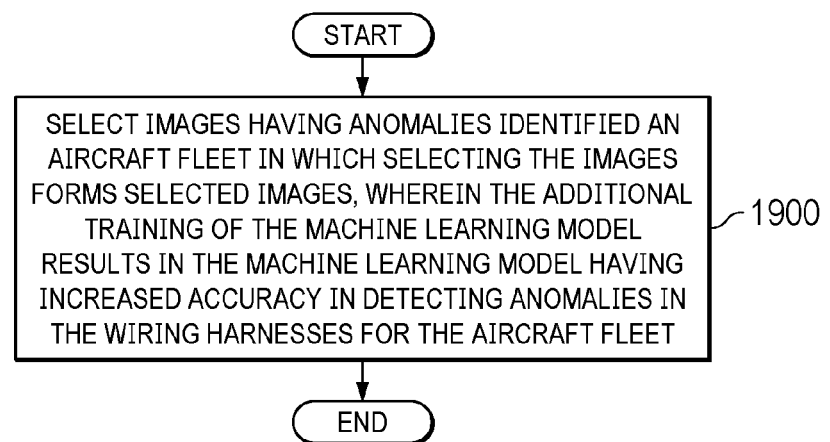 START
SELECT IMAGES HAVING ANOMALIES IDENTIFIED AN
AIRCRAFT FLEET IN WHICH SELECTING THE IMAGES
FORMS SELECTED IMAGES, WHEREIN THE ADDITIONAL
TRAINING OF THE MACHINE LEARNING MODEL
RESULTS IN THE MACHINE LEARNING MODEL HAVING
INCREASED ACCURACY IN DETECTING ANOMALIES IN
THE WIRING HARNESSES FOR THE AIRCRAFT FLEET
1900
END